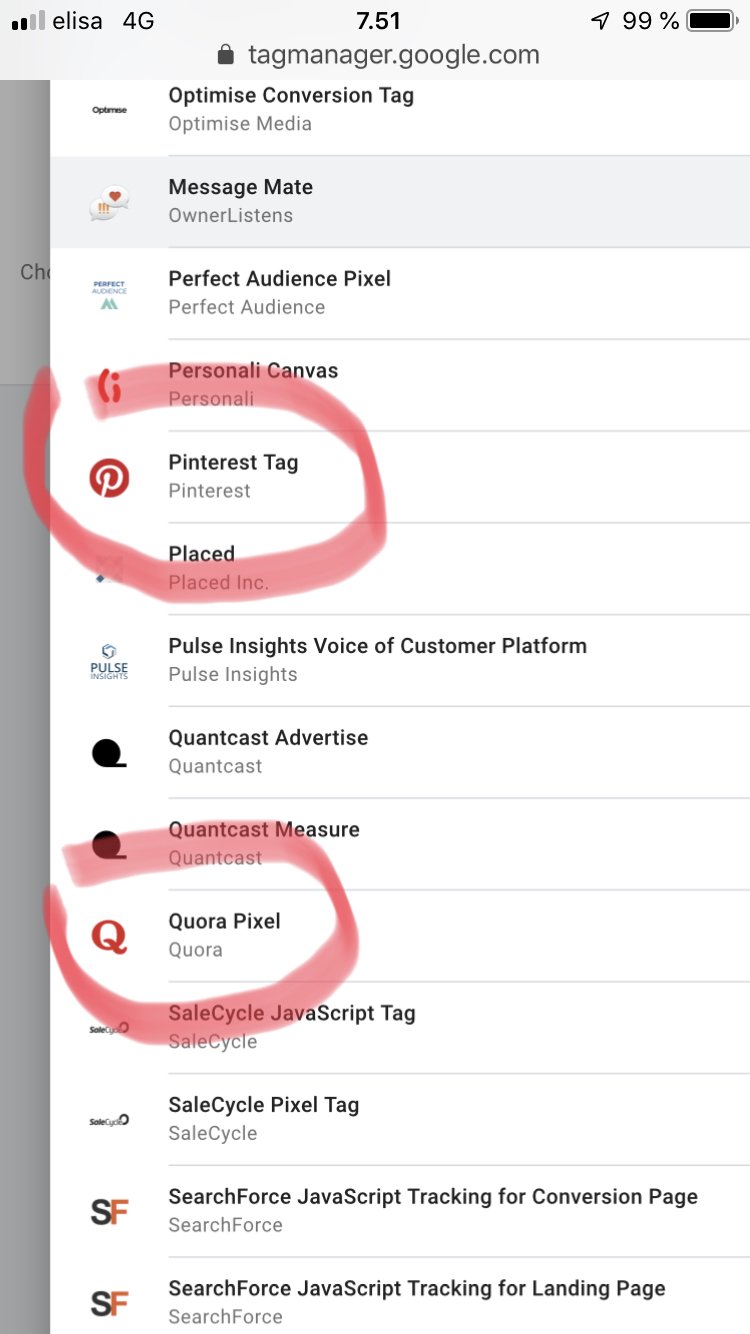 elisa 4G 7.51 99 %
tagmanager.google.com
Optimise Conversion Tag
Optimise
Optimise Media
Message Mate
OwnerListens
Cho
Perfect Audience Pixel
PERFECT
AUDIENCE
Perfect Audience
Personali Canvas
Personali
Pinterest Tag
Pinterest
Placed
Placed Inc.
Pulse Insights Voice of Customer Platform
PULSE
INSIGHTS
Pulse Insights
Quantcast Advertise
Quantcast
Quantcast Measure
Quantcast
Quora Pixel
Q
Quora
SaleCycle JavaScript Tag
SaleCycle
SaleCycle
SaleCycle Pixel Tag
SaleCycle
SaleCycle
SearchForce JavaScript Tracking for Conversion Page
SF
SearchForce
SearchForce JavaScript Tracking for Landing Page
SF
SearchForce